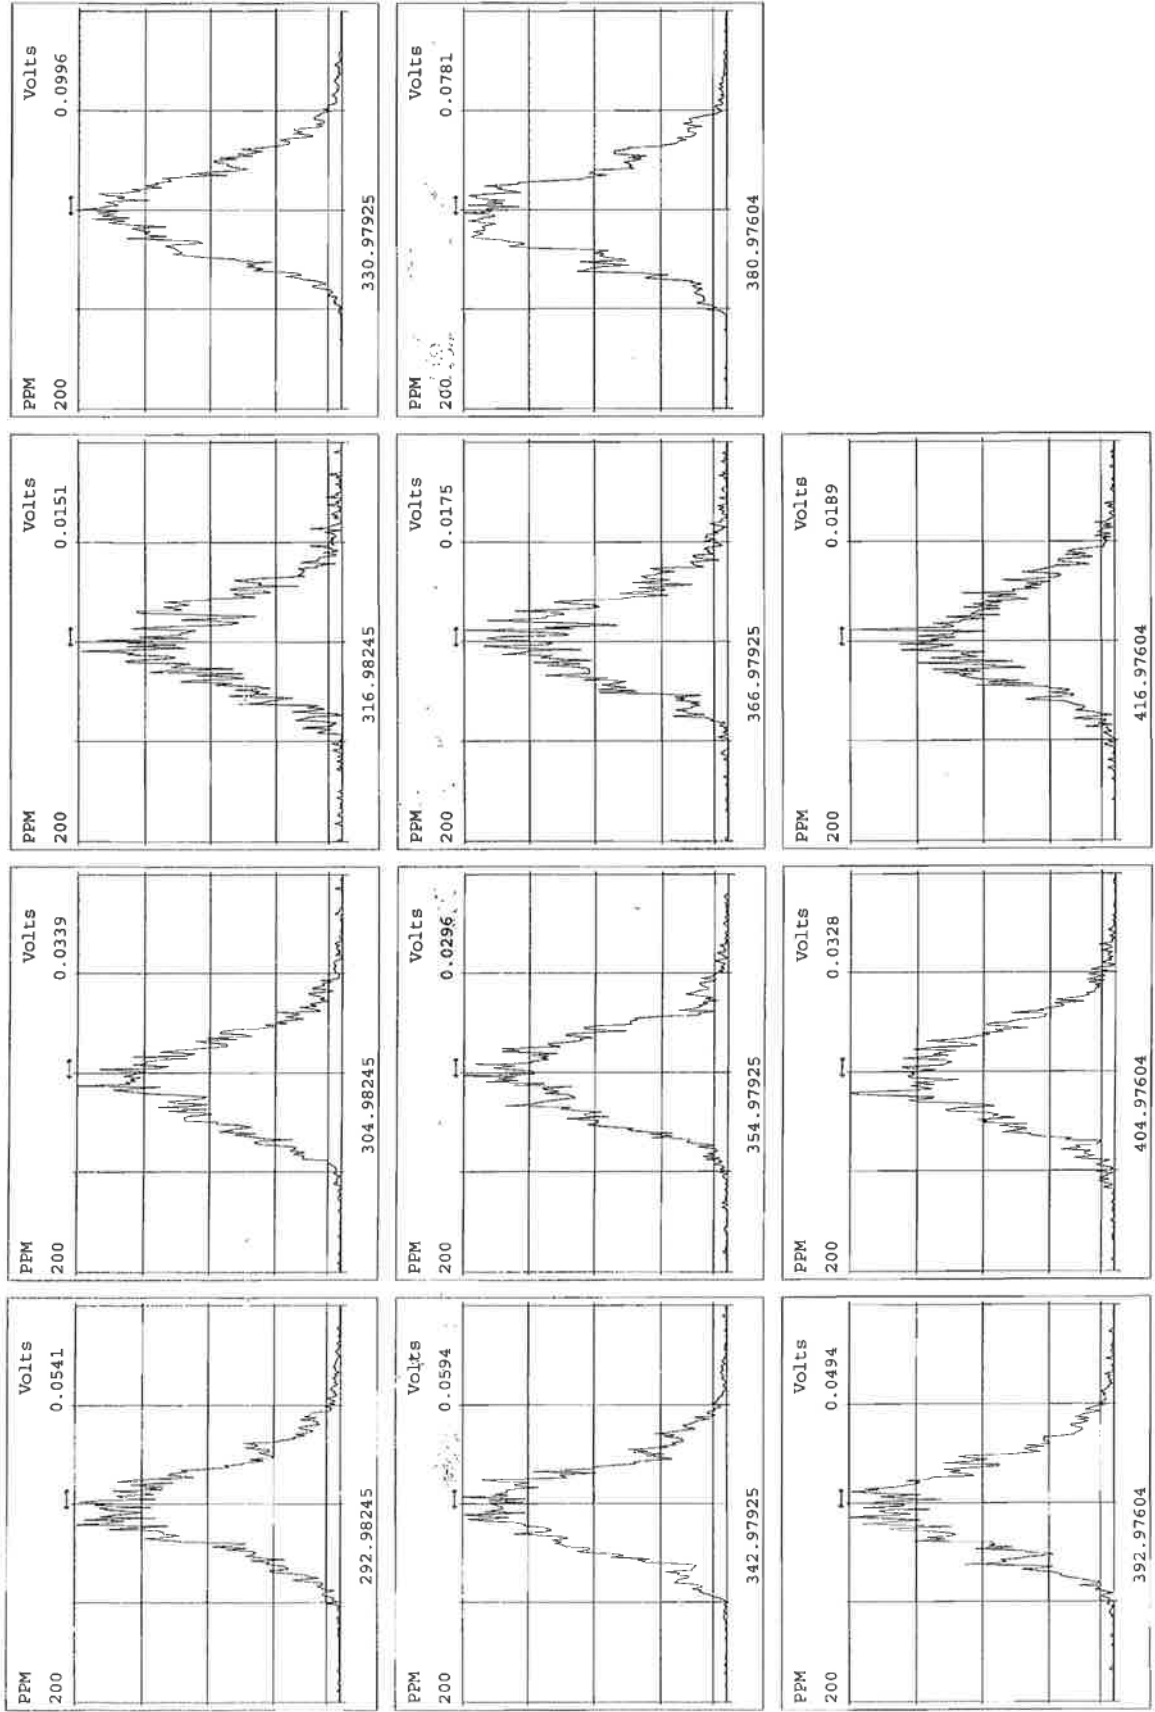 PPM Volts
200 0.0541
292.98245
PPM Volts
200 0.0339
304.98245
PPM Volts
200 0.0151
316.98245
PPM Volts
200 0.0996
330.97925
PPM Volts
200 0.0594
342.97925
PPM Volts
200 0.0296
354.97925
PPM Volts
200 0.0175
366.97925
PPM Volts
200 0.0781
380.97604
PPM Volts
200 0.0494
392.97604
PPM Volts
200 0.0328
404.97604
PPM Volts
200 0.0189
416.97604